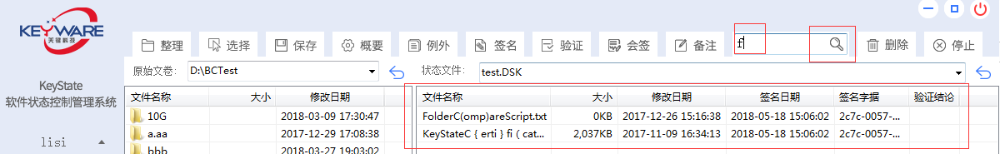 KEYWARE
关键科技
KeyState
软件状态控制管理系统
lisi
整理 选择 保存 概要 例外 签名 验证 会签 备注 f 删除 停止
原始文卷: D:\BCTest 状态文件: test.DSK
文件名称 大小 修改日期 文件名称 大小 修改日期 签名日期 签名字据 验证结论
10G 2018-03-09 17:30:47 FolderC(omp)areScript.txt 0KB 2017-12-26 15:16:38 2018-05-18 15:06:02 2c7c-0057-...
a.aa 2017-12-29 17:08:38 KeyStateC { erti } fi ( cat... 2,037KB 2017-11-09 16:34:13 2018-05-18 15:06:02 2c7c-0057-...
bbb 2018-03-27 19:03:02